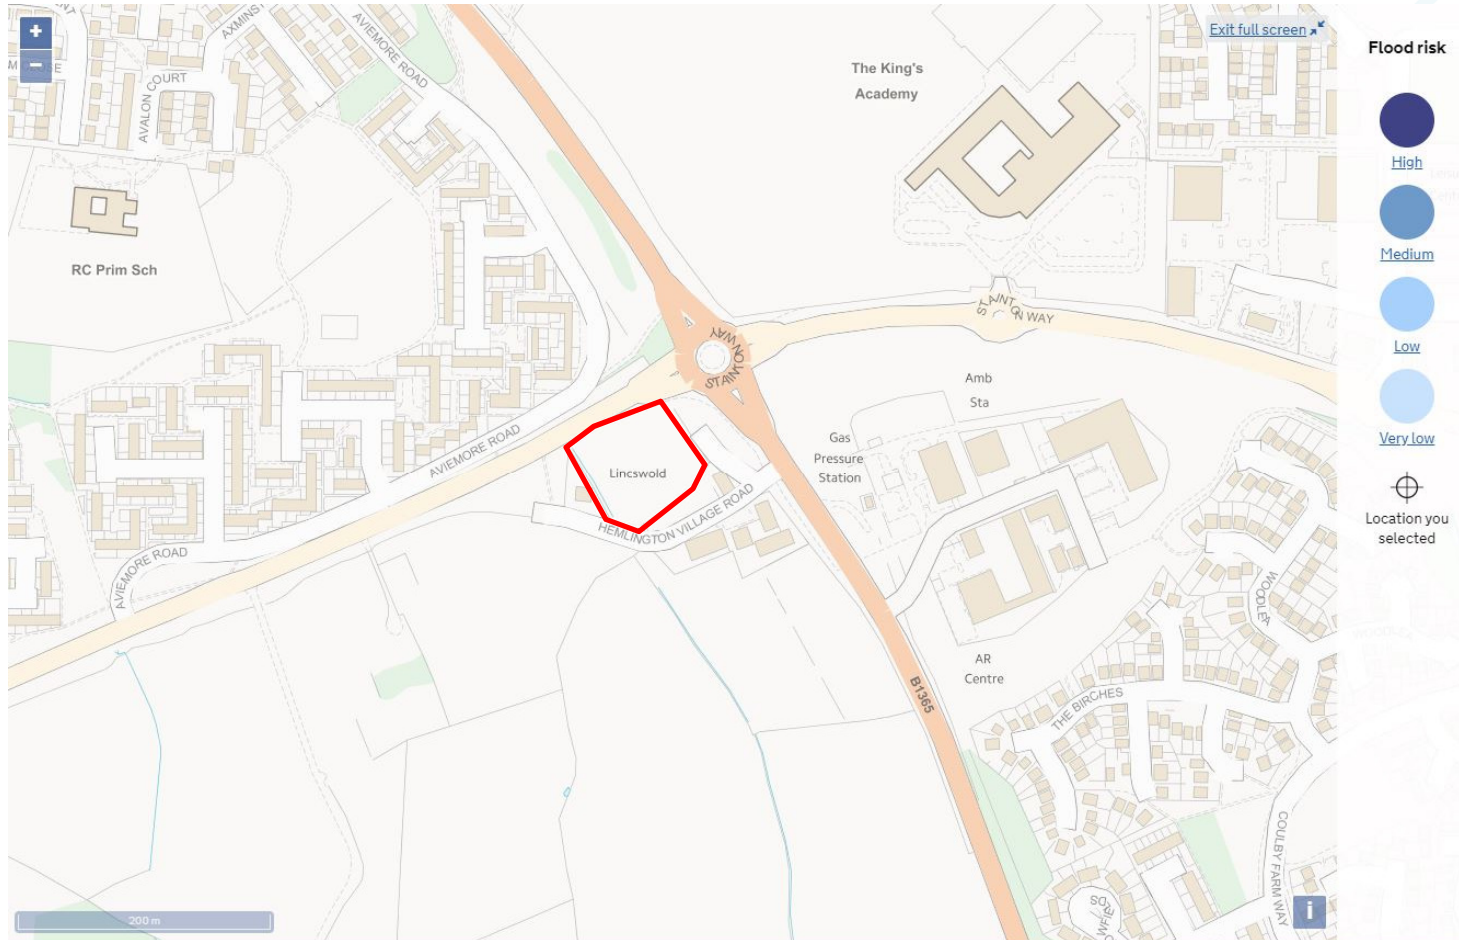 +
−
Exit full screen
Flood risk
High
Medium
Low
Very low
Location you
selected
AXMINS
AVIEMORE ROAD
AVALON COURT
RC Prim Sch
The King's
Academy
STAINTON WAY
STAINTON WAY
Amb
Sta
Gas
Pressure
Station
AVIEMORE ROAD
Lincswold
HEMLINGTON VILLAGE ROAD
AVIEMORE ROAD
AR
Centre
B1365
WOODLEA
THE BIRCHES
COULBY FARM WAY
200 m
i